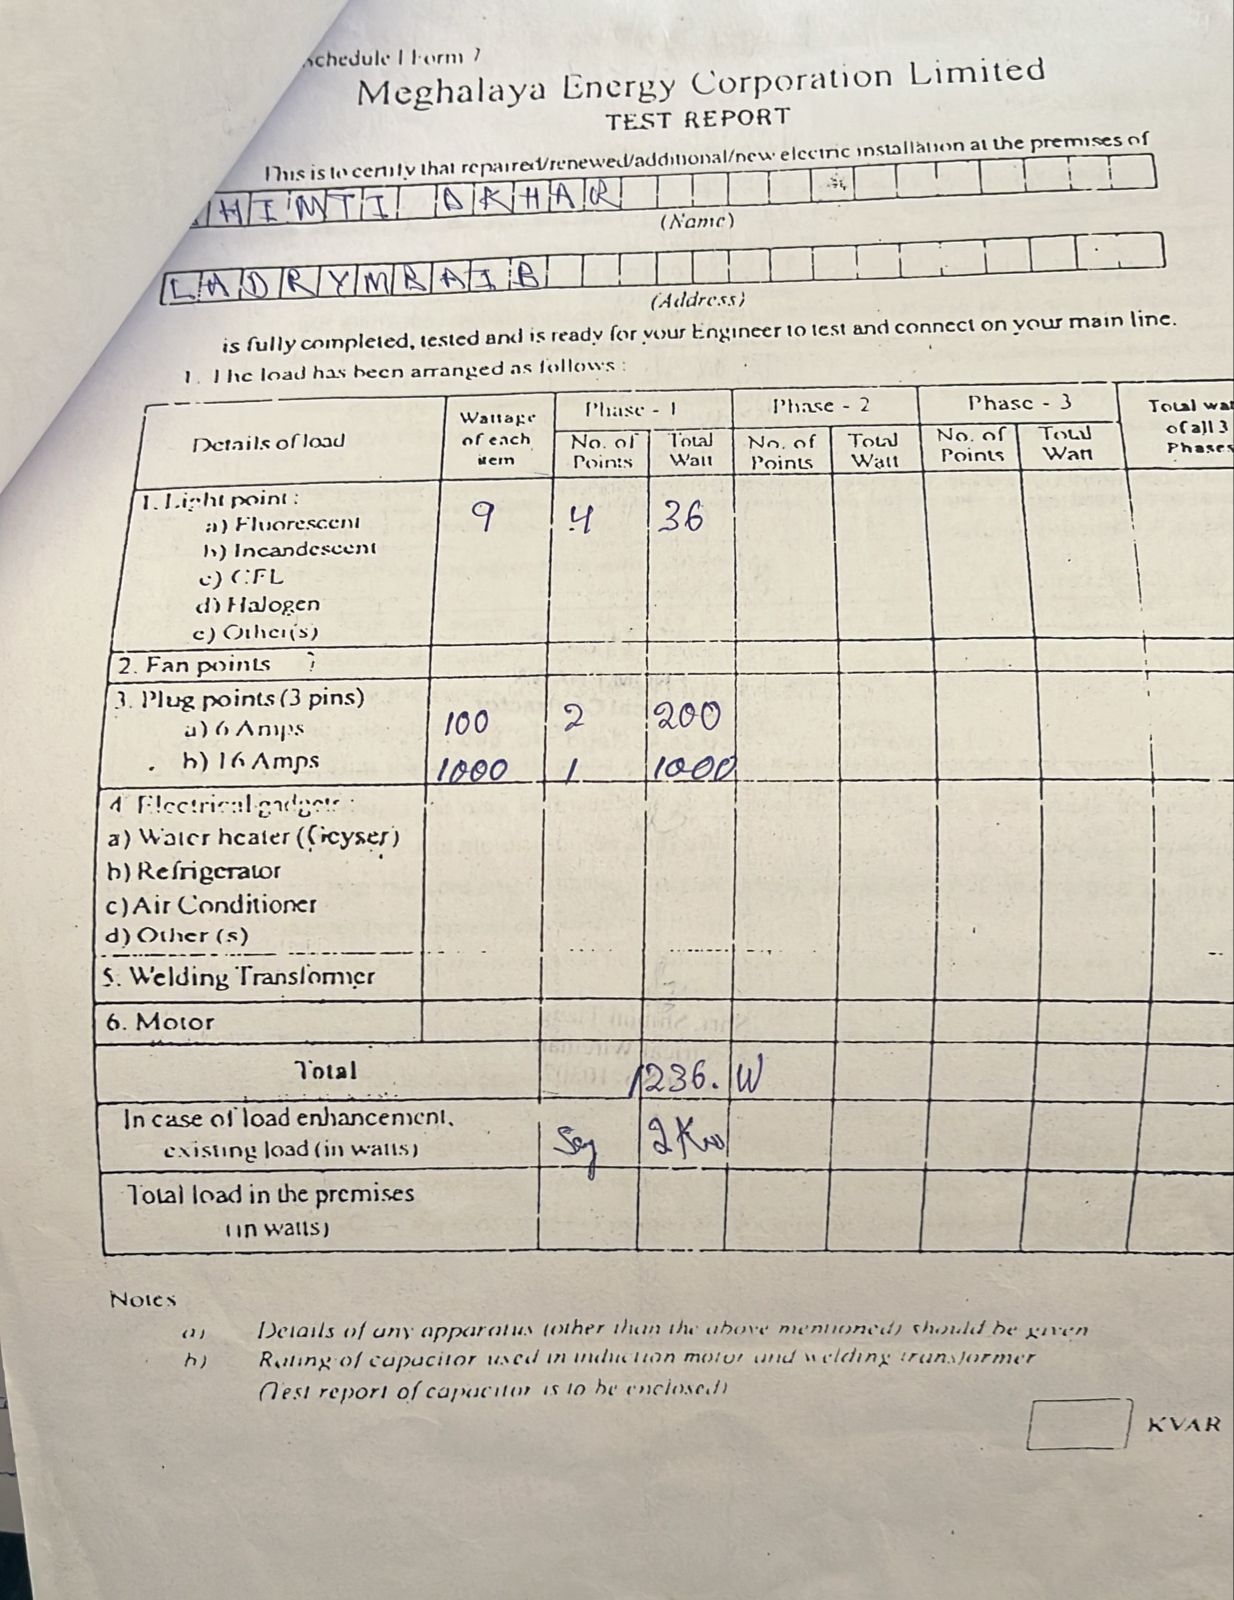 Schedule I Form 7
Meghalaya Energy Corporation Limited
TEST REPORT
This is to certify that repaired/renewed/additional/new electric installation at the premises of
HIMTI DKHAR
(Name)
LADRYMBAIB
(Address)
is fully completed, tested and is ready for your Engineer to test and connect on your main line.
1. The load has been arranged as follows :
Details of load Wattage of each item Phase - 1 Phase - 2 Phase - 3 Total of all 3 Phases
No. of Points Total Watt No. of Points Total Watt No. of Points Total Watt
1. Light point :
a) Fluorescent 9 4 36
b) Incandescent
c) CFL
d) Halogen
e) Other(s)
2. Fan points
3. Plug points (3 pins)
a) 6 Amps 100 2 200
b) 16 Amps 1000 1 1000
4 Electrical gadgets :
a) Water heater (Geyser)
b) Refrigerator
c) Air Conditioner
d) Other (s)
5. Welding Transformer
6. Motor
Total 1236. W
In case of load enhancement,
existing load (in watts) 2 Kw
Total load in the premises
(in watts)
Notes
a) Details of any apparatus (other than the above mentioned) should be given
b) Rating of capacitor used in induction motor and welding transformer
(Test report of capacitor is to be enclosed)
KVAR